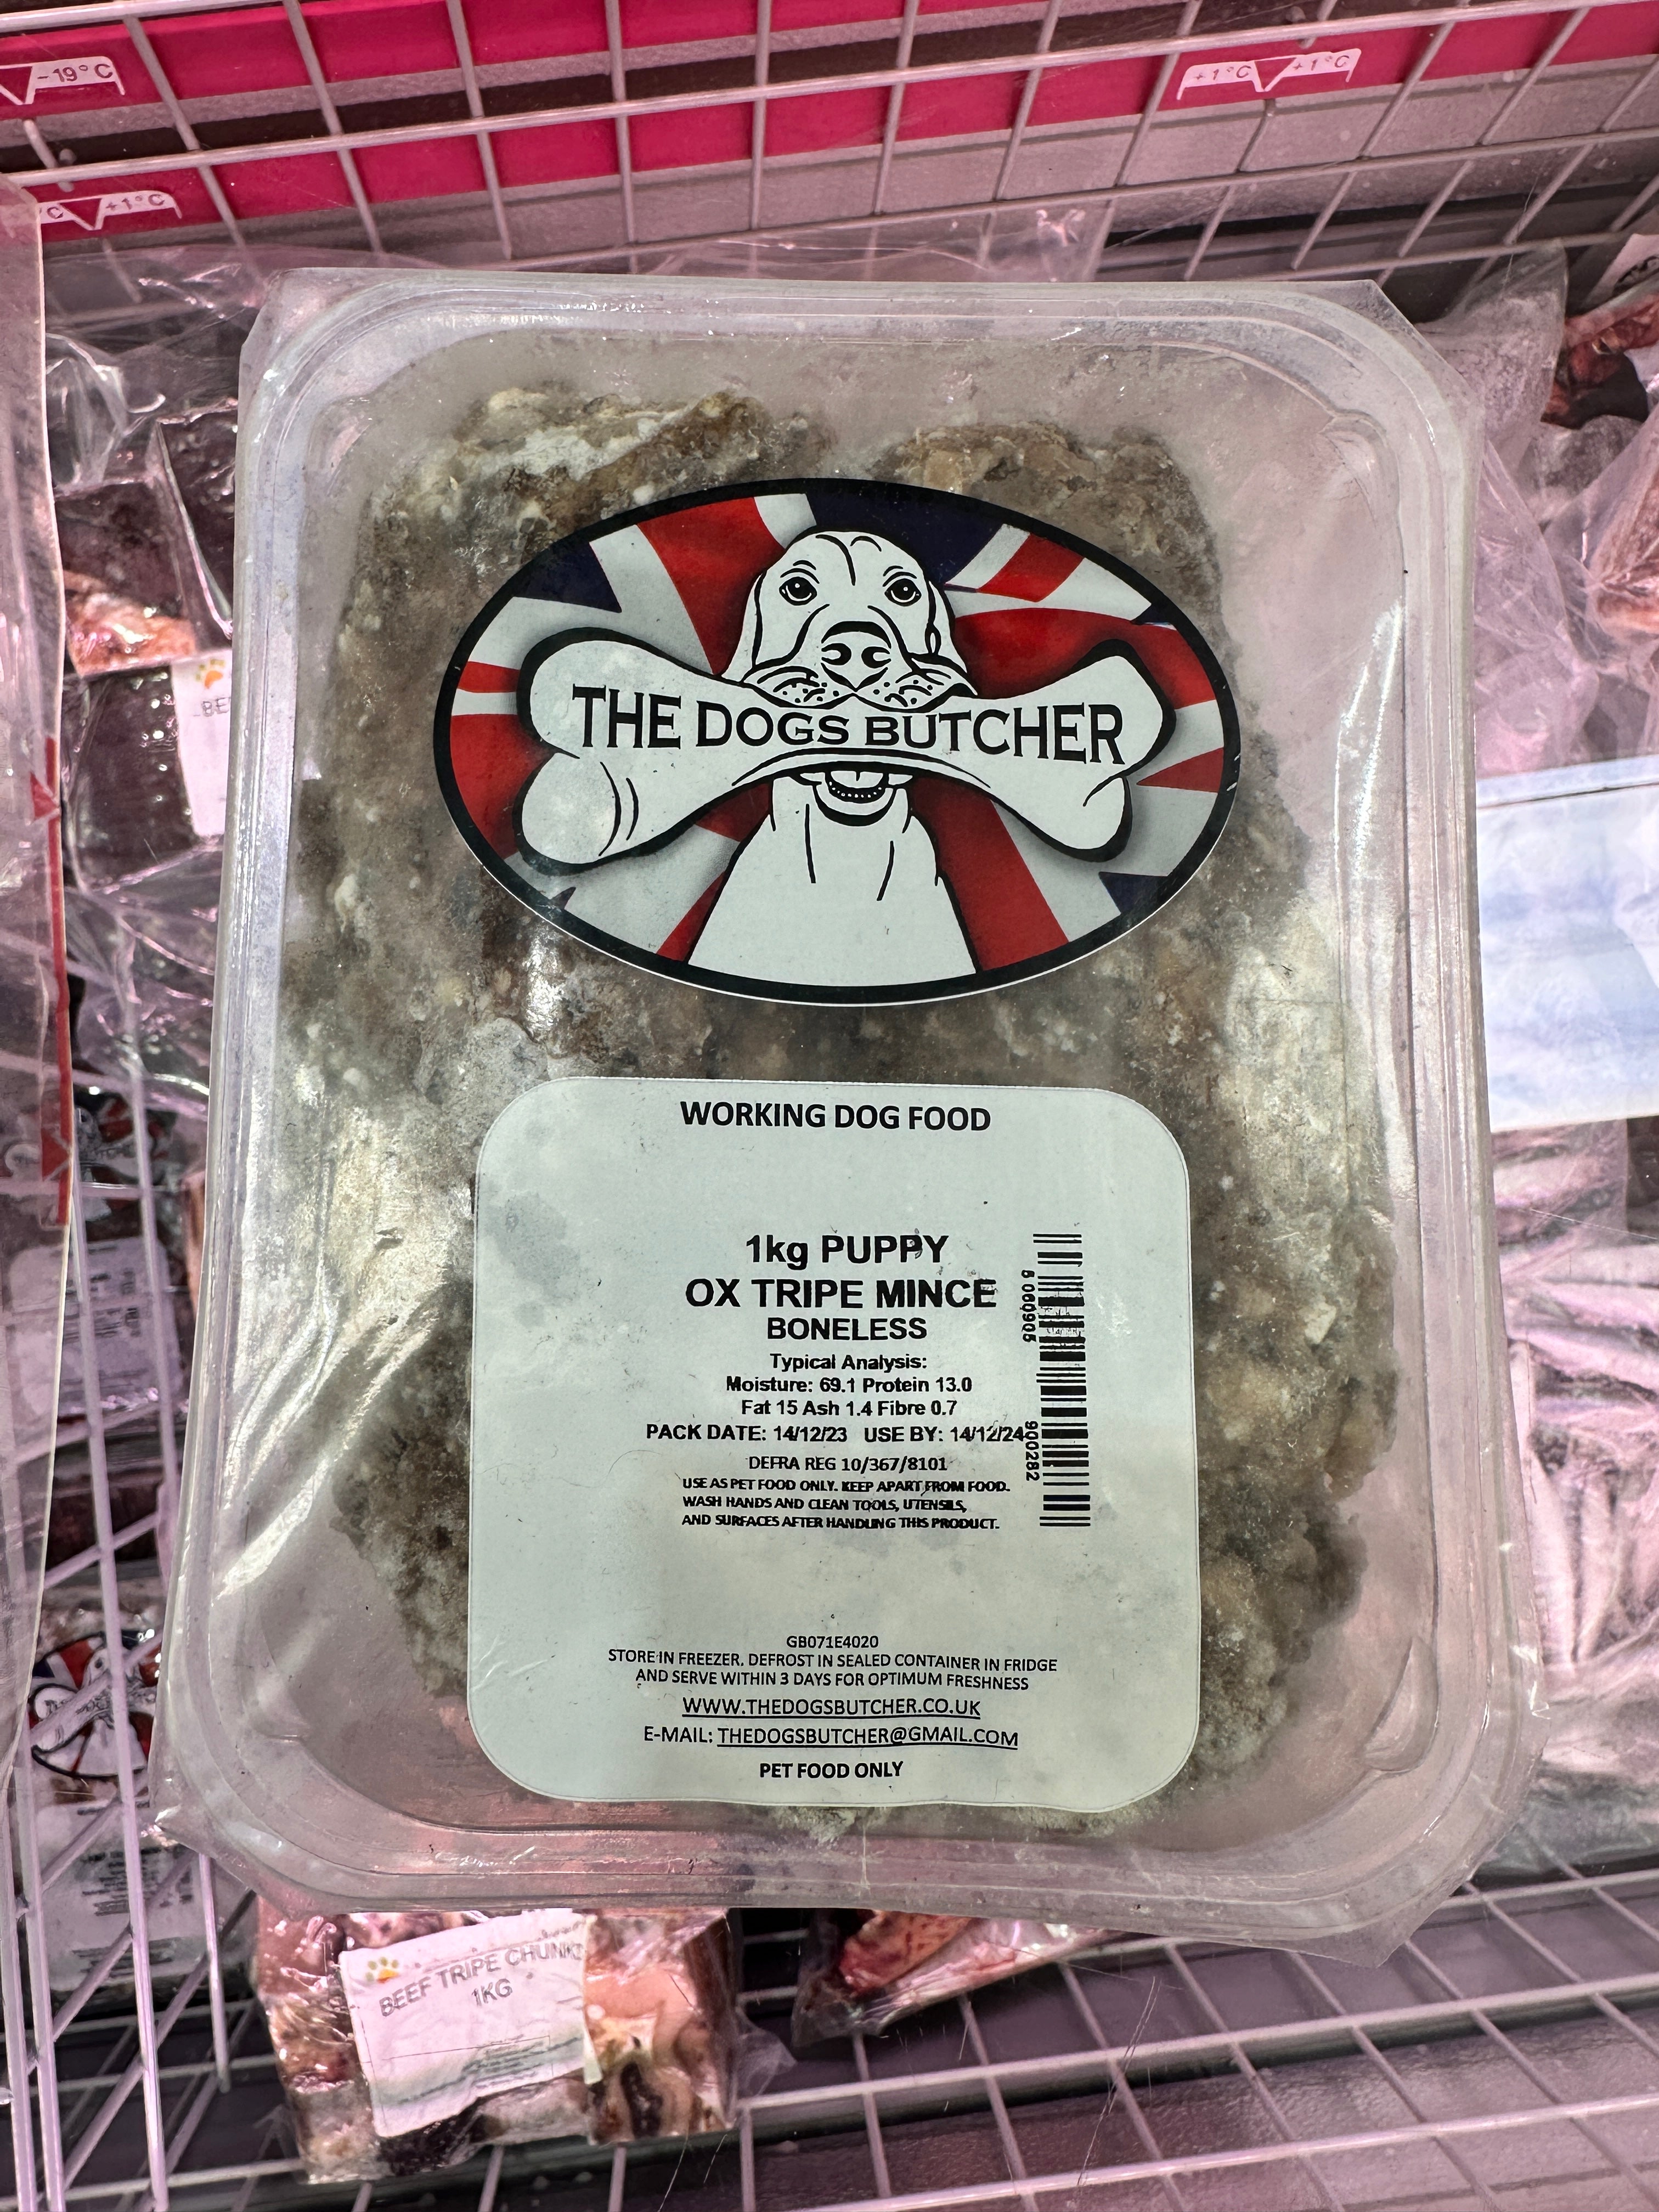 -19°C
+1°C +1°C
+1°C
THE DOGS BUTCHER
WORKING DOG FOOD
1kg PUPPY
OX TRIPE MINCE
BONELESS
Typical Analysis:
Moisture: 69.1 Protein 13.0
Fat 15 Ash 1.4 Fibre 0.7
PACK DATE: 14/12/23 USE BY: 14/12/24
DEFRA REG 10/367/8101
USE AS PET FOOD ONLY. KEEP APART FROM FOOD.
WASH HANDS AND CLEAN TOOLS, UTENSILS,
AND SURFACES AFTER HANDLING THIS PRODUCT.
5 060905 900282
GB071E4020
STORE IN FREEZER. DEFROST IN SEALED CONTAINER IN FRIDGE
AND SERVE WITHIN 3 DAYS FOR OPTIMUM FRESHNESS
WWW.THEDOGSBUTCHER.CO.UK
E-MAIL: THEDOGSBUTCHER@GMAIL.COM
PET FOOD ONLY
BEEF TRIPE CHUNKS
1KG